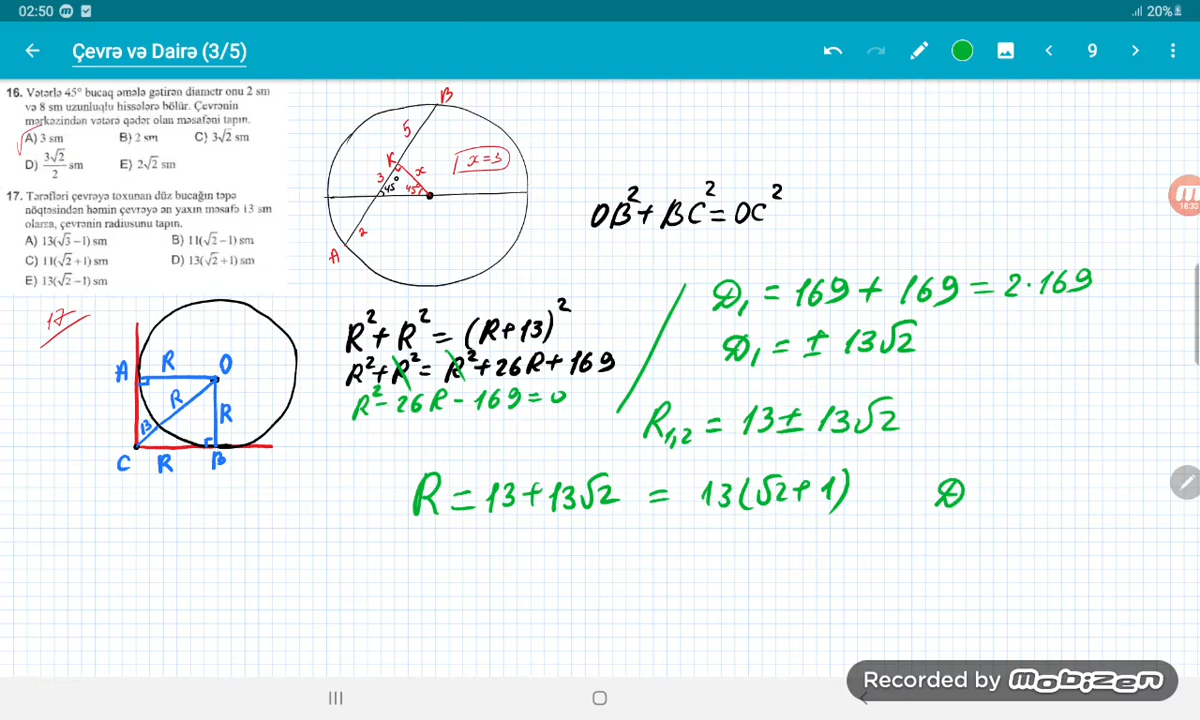 02:50
20%
Çevrə və Dairə (3/5)
9
16. Vətərlə 45° bucaq əmələ gətirən diametr onu 2 sm
və 8 sm uzunluqlu hissələrə bölür. Çevrənin
mərkəzindən vətərə qədər olan məsafəni tapın.
A) 3 sm B) 2 sm C) 3√2 sm
D) 3√2/2 sm E) 2√2 sm
17. Tərəfləri çevrəyə toxunan düz bucağın təpə
nöqtəsindən həmin çevrəyə ən yaxın məsafə 13 sm
olarsa, çevrənin radiusunu tapın.
A) 13(√3−1) sm B) 11(√2−1) sm
C) 11(√2+1) sm D) 13(√2+1) sm
E) 13(√2−1) sm
B
5
K
x
x=3
3
45°
45°
2
A
OB²+BC²=OC²
17
A R O
R
R
13
C R B
R²+R²=(R+13)²
R²+R²=R²+26R+169
R²-26R-169=0
D₁=169+169=2·169
D₁=±13√2
R₁,₂=13±13√2
R=13+13√2 = 13(√2+1) D
16:33
Recorded by mobizen